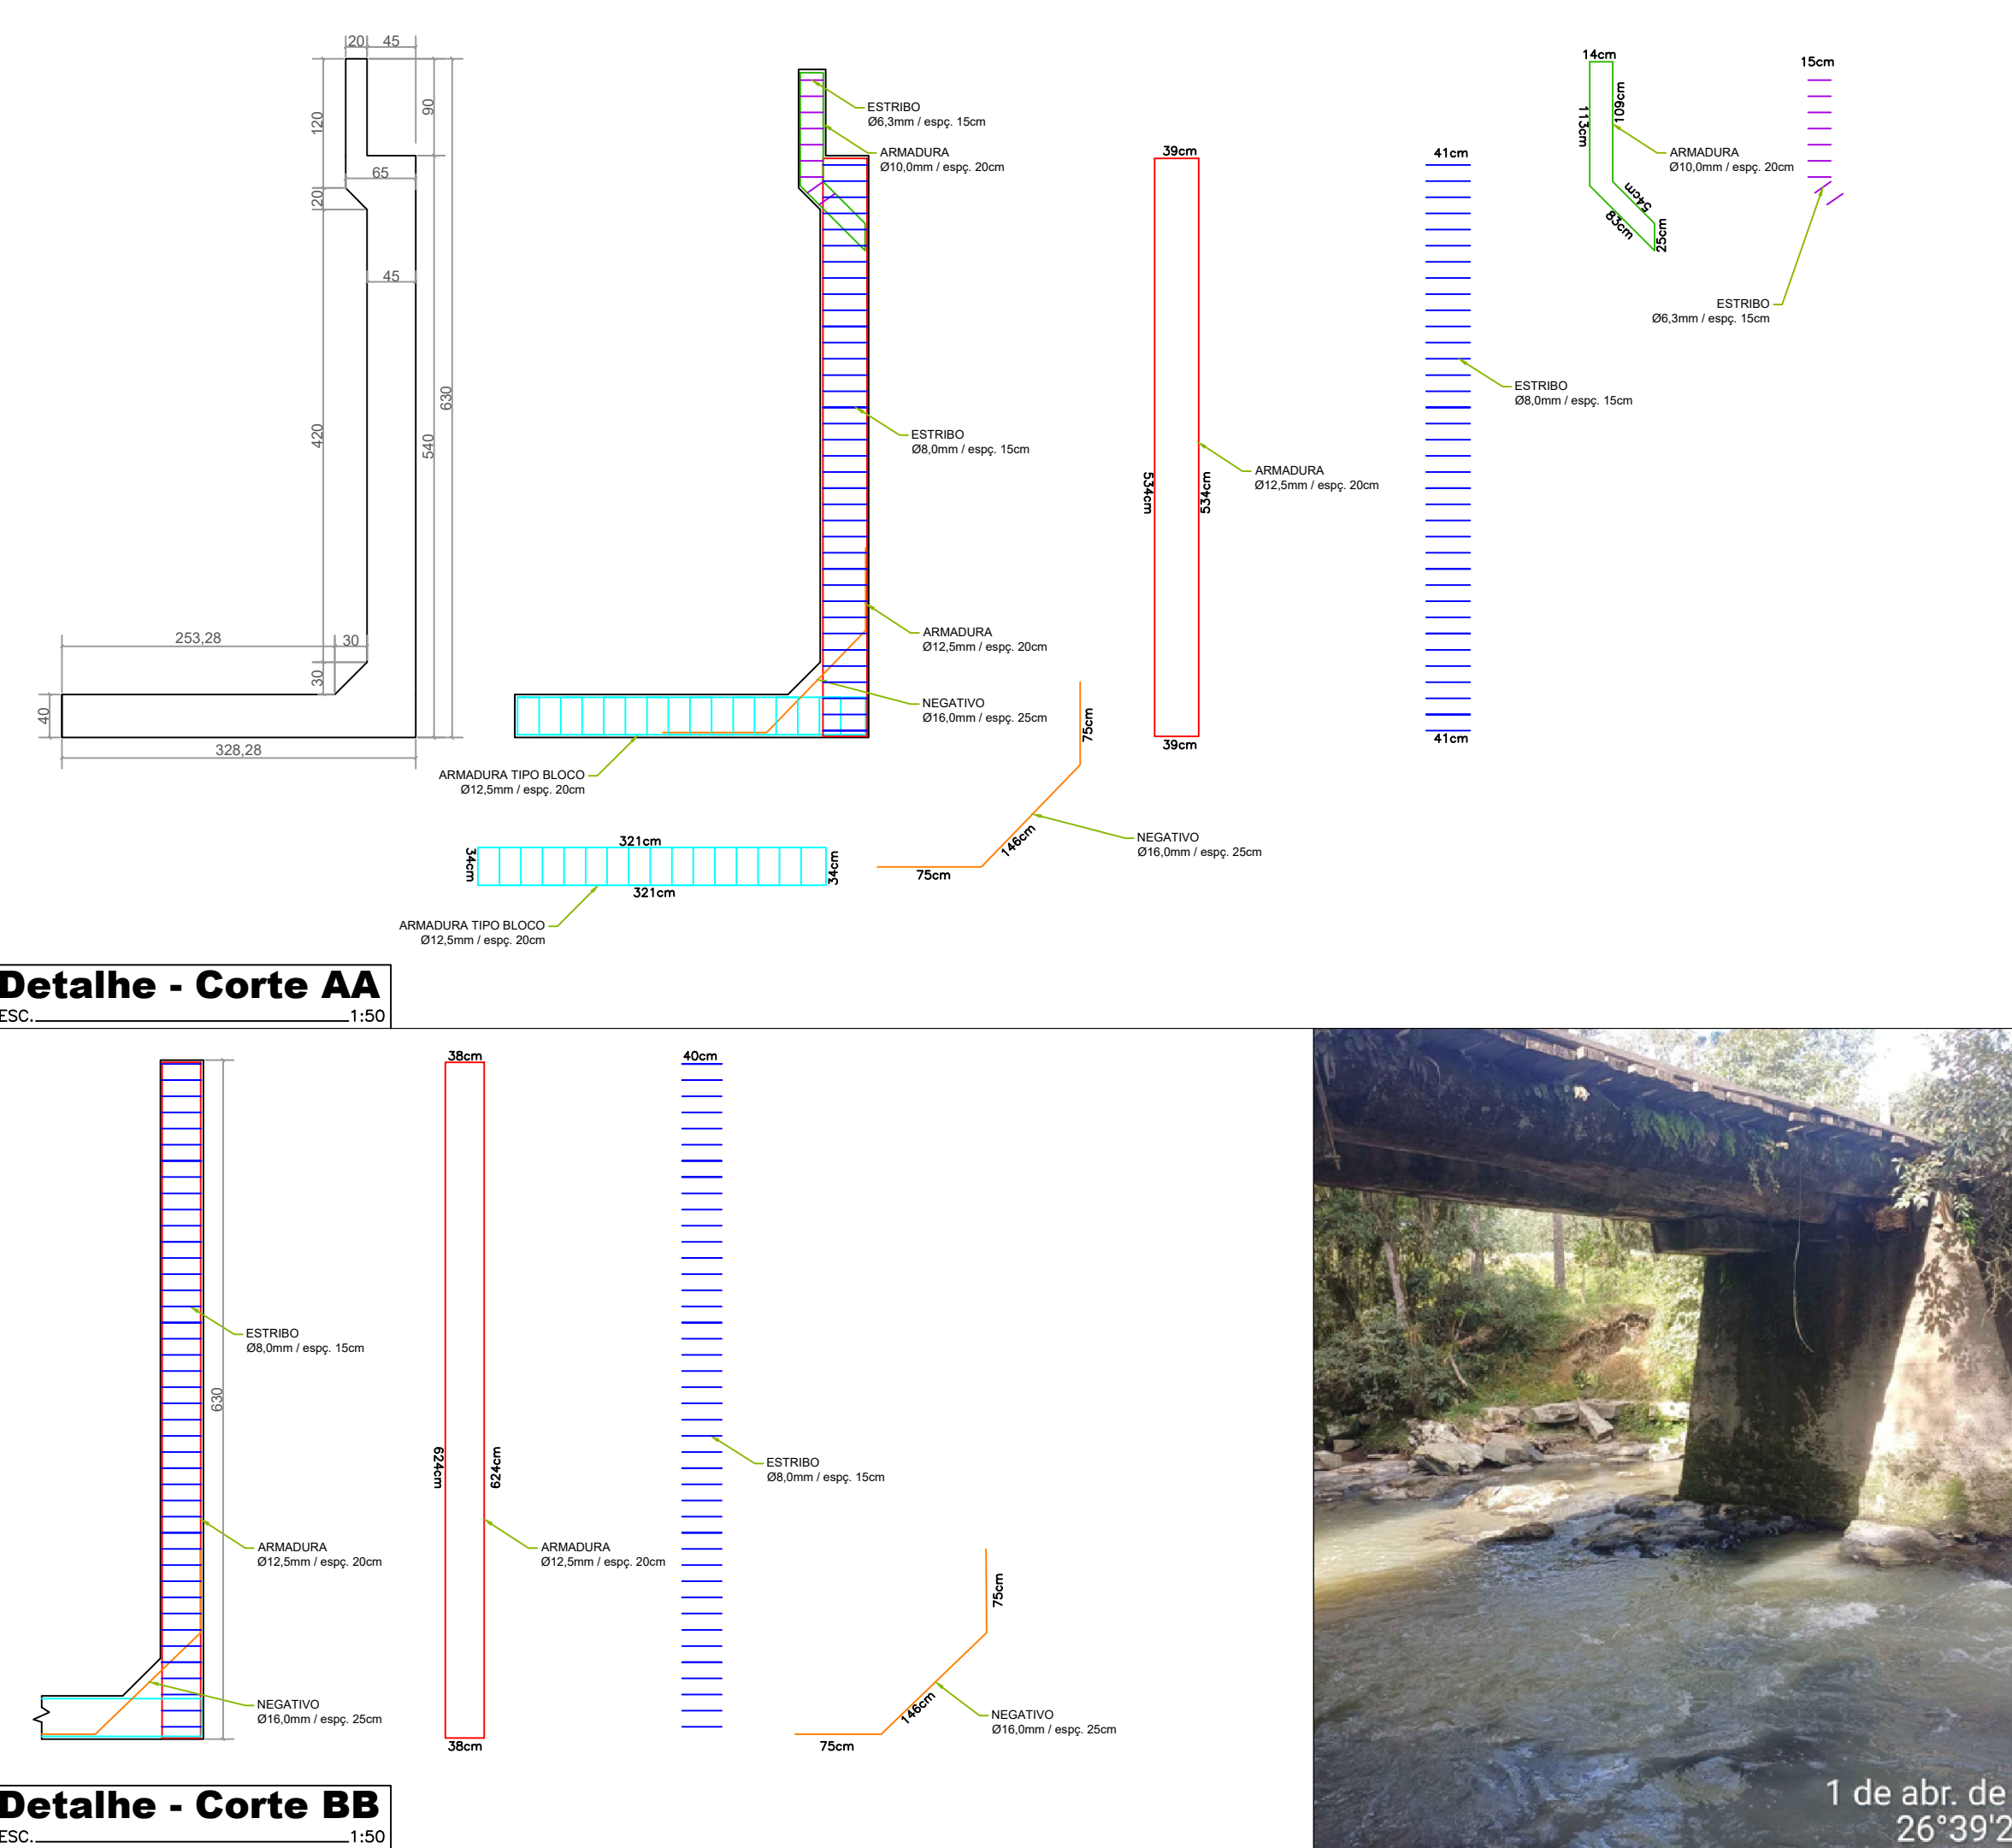 20
45
120
90
65
20
45
420
630
540
253,28
30
30
40
328,28
ESTRIBO
Ø6,3mm / espç. 15cm
ARMADURA
Ø10,0mm / espç. 20cm
ESTRIBO
Ø8,0mm / espç. 15cm
ARMADURA
Ø12,5mm / espç. 20cm
NEGATIVO
Ø16,0mm / espç. 25cm
ARMADURA TIPO BLOCO
Ø12,5mm / espç. 20cm
39cm
534cm
534cm
ARMADURA
Ø12,5mm / espç. 20cm
39cm
41cm
ESTRIBO
Ø8,0mm / espç. 15cm
41cm
14cm
113cm
109cm
ARMADURA
Ø10,0mm / espç. 20cm
54cm
83cm
25cm
15cm
ESTRIBO
Ø6,3mm / espç. 15cm
75cm
146cm
75cm
NEGATIVO
Ø16,0mm / espç. 25cm
321cm
34cm
34cm
321cm
ARMADURA TIPO BLOCO
Ø12,5mm / espç. 20cm
Detalhe - Corte AA
ESC. 1:50
ESTRIBO
Ø8,0mm / espç. 15cm
630
ARMADURA
Ø12,5mm / espç. 20cm
NEGATIVO
Ø16,0mm / espç. 25cm
38cm
624cm
624cm
ARMADURA
Ø12,5mm / espç. 20cm
38cm
40cm
ESTRIBO
Ø8,0mm / espç. 15cm
75cm
146cm
75cm
NEGATIVO
Ø16,0mm / espç. 25cm
Detalhe - Corte BB
ESC. 1:50
1 de abr. de
26°39'2